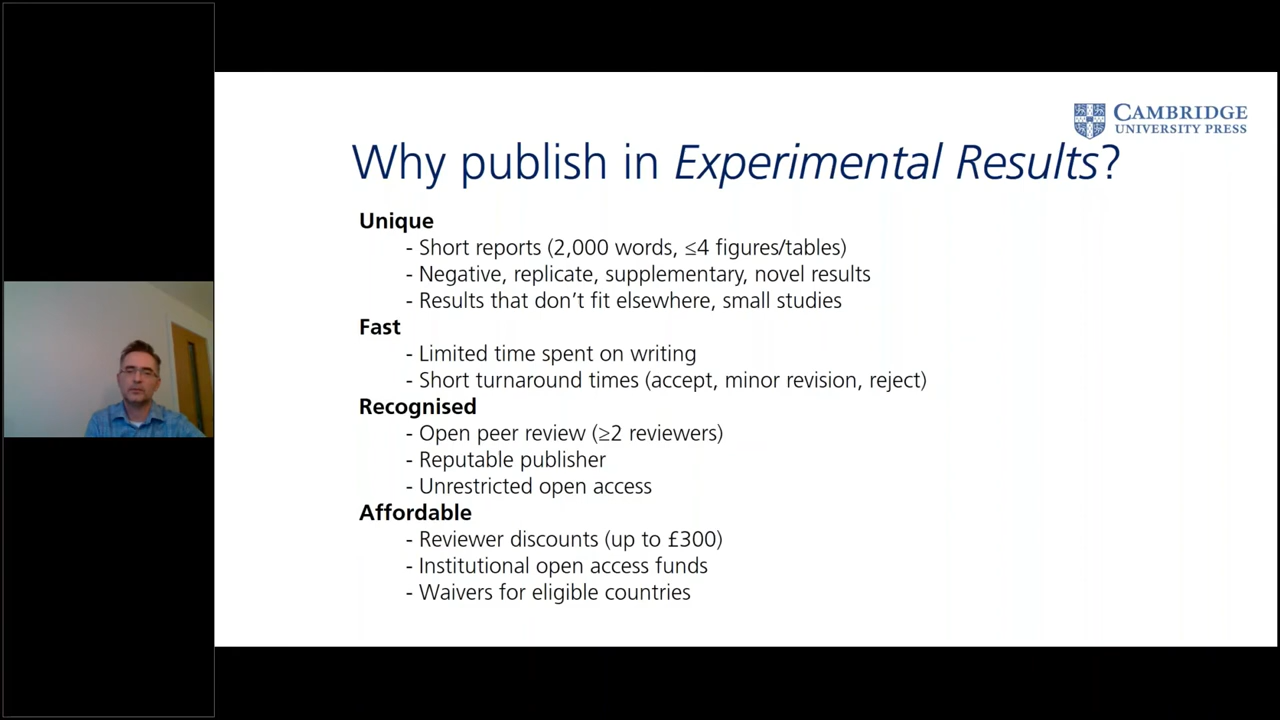 CAMBRIDGE
UNIVERSITY PRESS
Why publish in Experimental Results?
Unique
- Short reports (2,000 words, ≤4 figures/tables)
- Negative, replicate, supplementary, novel results
- Results that don’t fit elsewhere, small studies
Fast
- Limited time spent on writing
- Short turnaround times (accept, minor revision, reject)
Recognised
- Open peer review (≥2 reviewers)
- Reputable publisher
- Unrestricted open access
Affordable
- Reviewer discounts (up to £300)
- Institutional open access funds
- Waivers for eligible countries